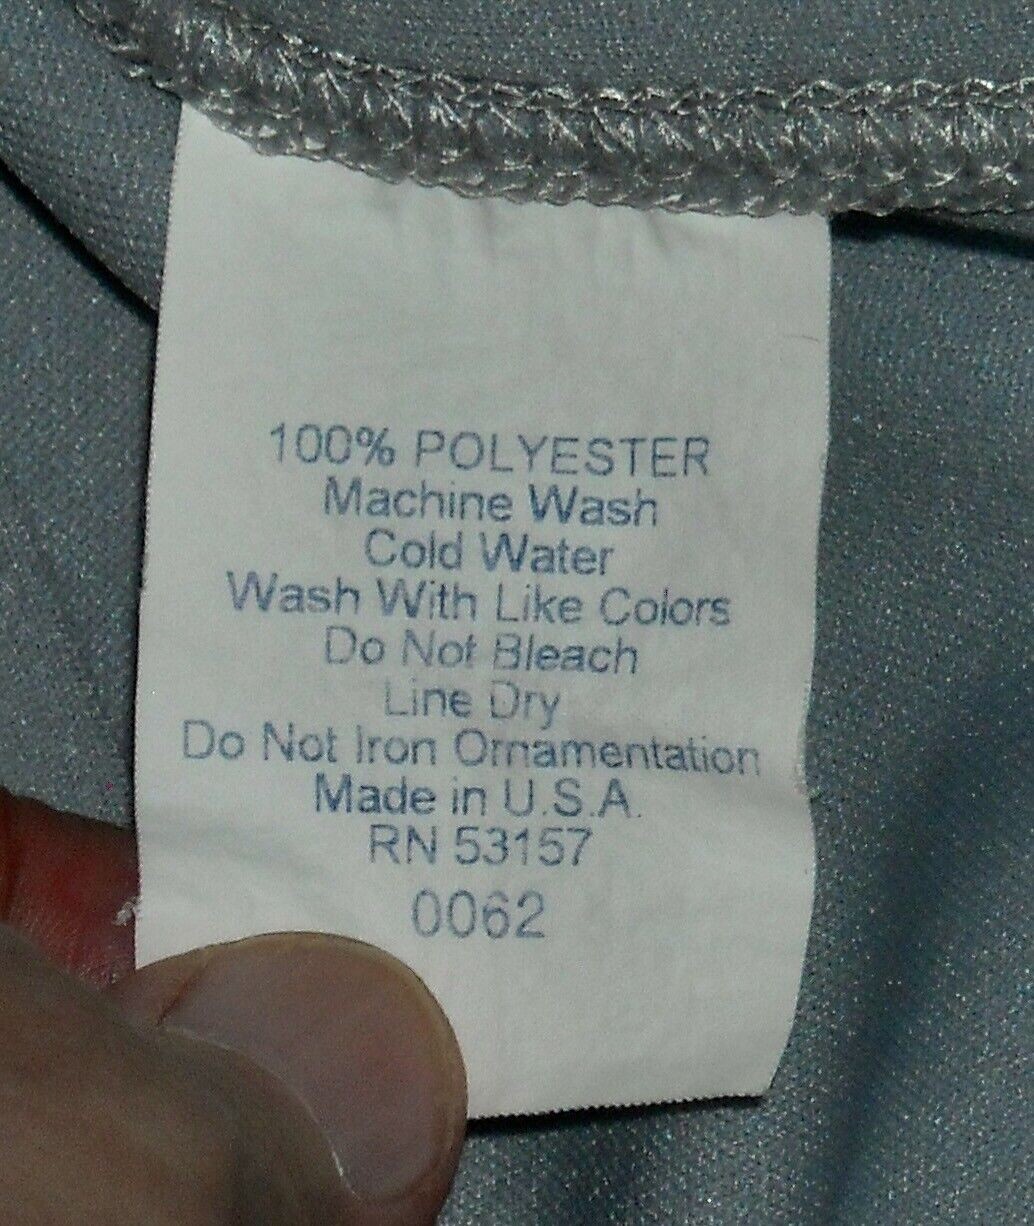 100% POLYESTER
Machine Wash
Cold Water
Wash With Like Colors
Do Not Bleach
Line Dry
Do Not Iron Ornamentation
Made in U.S.A.
RN 53157
0062